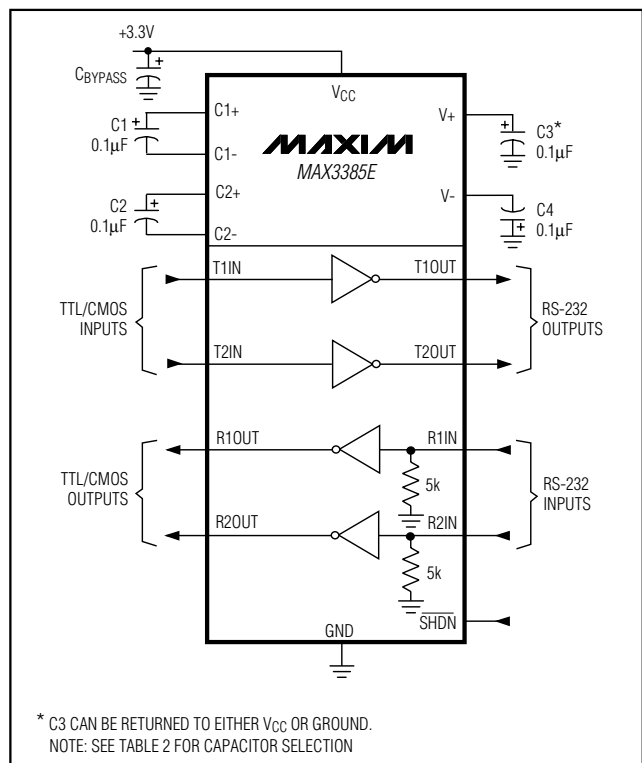 +3.3V
CBYPASS
+
VCC
C1
0.1µF
+
C1+
C1-
C2
0.1µF
+
C2+
C2-
MAXIM
MAX3385E
V+
+
C3*
0.1µF
V-
C4
+
0.1µF
TTL/CMOS
INPUTS
T1IN
T1OUT
T2IN
T2OUT
RS-232
OUTPUTS
TTL/CMOS
OUTPUTS
R1OUT
R1IN
5k
R2OUT
R2IN
5k
RS-232
INPUTS
SHDN
GND
* C3 CAN BE RETURNED TO EITHER VCC OR GROUND.
NOTE: SEE TABLE 2 FOR CAPACITOR SELECTION